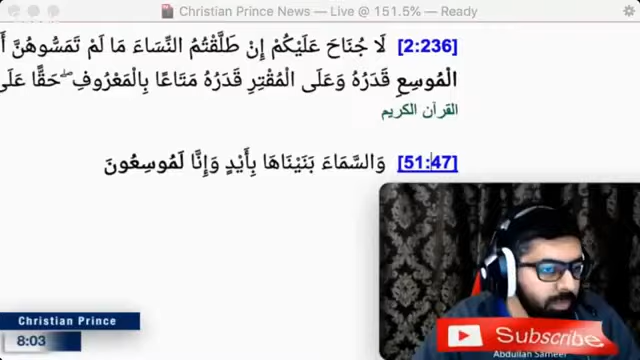 Christian Prince News — Live @ 151.5% — Ready
[2:236] لَا جُنَاحَ عَلَيْكُمْ إِنْ طَلَّقْتُمُ النِّسَاءَ مَا لَمْ تَمَسُّوهُنَّ أَ
الْمُوسِعِ قَدَرُهُ وَعَلَى الْمُقْتِرِ قَدَرُهُ مَتَاعًا بِالْمَعْرُوفِ ۖ حَقًّا عَلَى
القرآن الكريم
[51:47] وَالسَّمَاءَ بَنَيْنَاهَا بِأَيْدٍ وَإِنَّا لَمُوسِعُونَ
Christian Prince
8:03
Subscribe
Abdullah Sameer